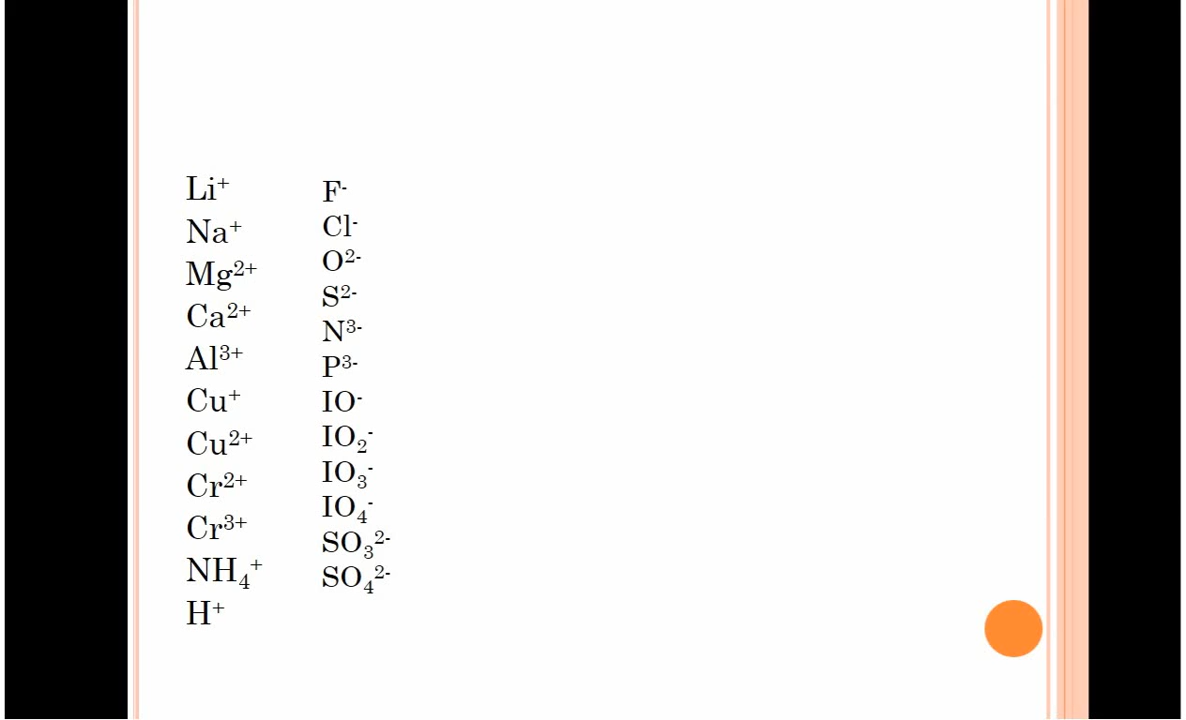 Li⁺
Na⁺
Mg²⁺
Ca²⁺
Al³⁺
Cu⁺
Cu²⁺
Cr²⁺
Cr³⁺
NH₄⁺
H⁺
F⁻
Cl⁻
O²⁻
S²⁻
N³⁻
P³⁻
IO⁻
IO₂⁻
IO₃⁻
IO₄⁻
SO₃²⁻
SO₄²⁻